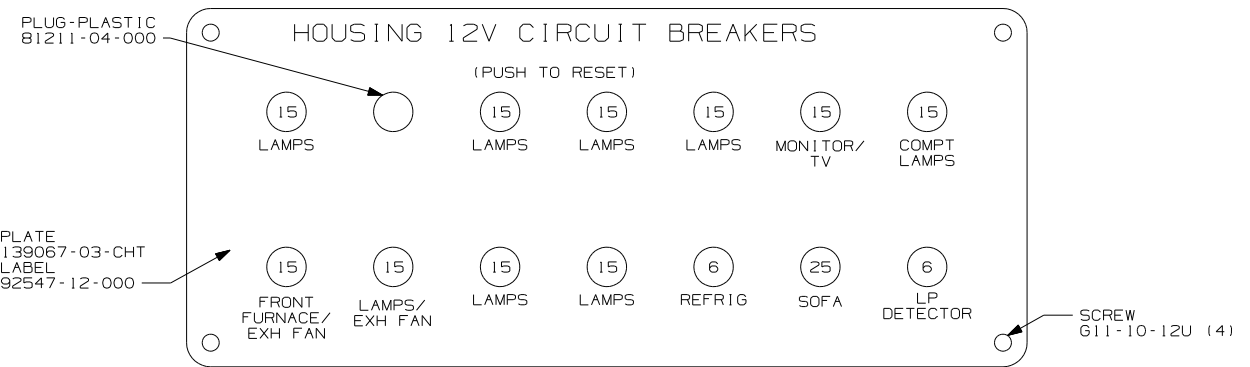 PLUG-PLASTIC
81211-04-000
HOUSING 12V CIRCUIT BREAKERS
(PUSH TO RESET)
15 15 15 15 15 15
LAMPS LAMPS LAMPS LAMPS MONITOR/
TV COMPT
LAMPS
PLATE
139067-03-CHT
LABEL
92547-12-000
15 15 15 15 6 25 6
FRONT
FURNACE/
EXH FAN
LAMPS/
EXH FAN
LAMPS
LAMPS
REFRIG
SOFA
LP
DETECTOR
SCREW
G11-10-12U (4)